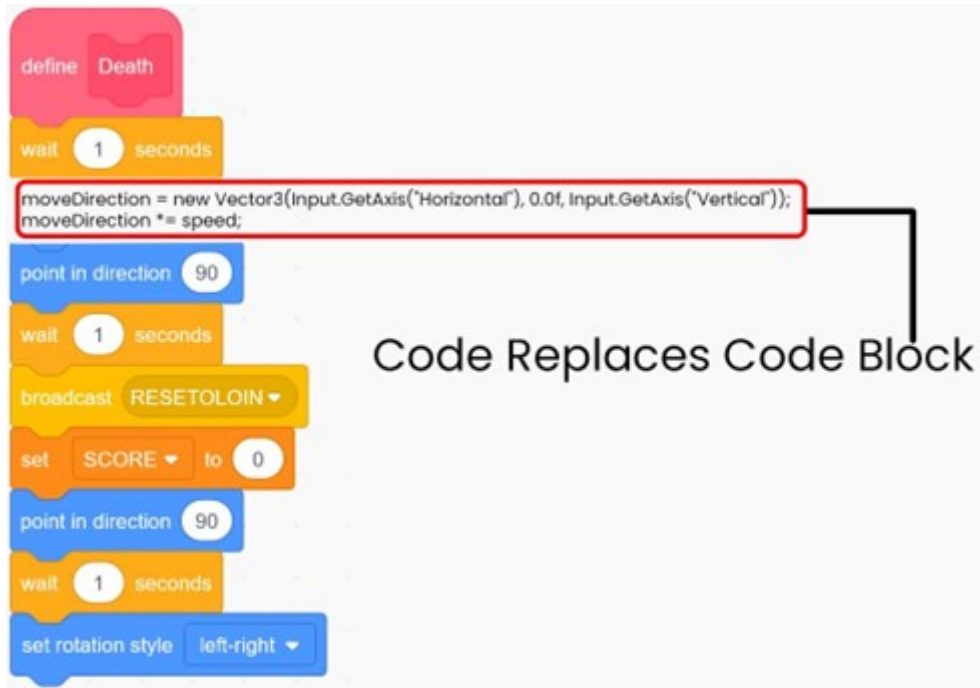 define Death
wait 1 seconds
moveDirection = new Vector3(Input.GetAxis("Horizontal"), 0.0f, Input.GetAxis("Vertical"));
moveDirection *= speed;
point in direction 90
wait 1 seconds
Code Replaces Code Block
broadcast RESETOLOIN
set SCORE to 0
point in direction 90
wait 1 seconds
set rotation style left-right